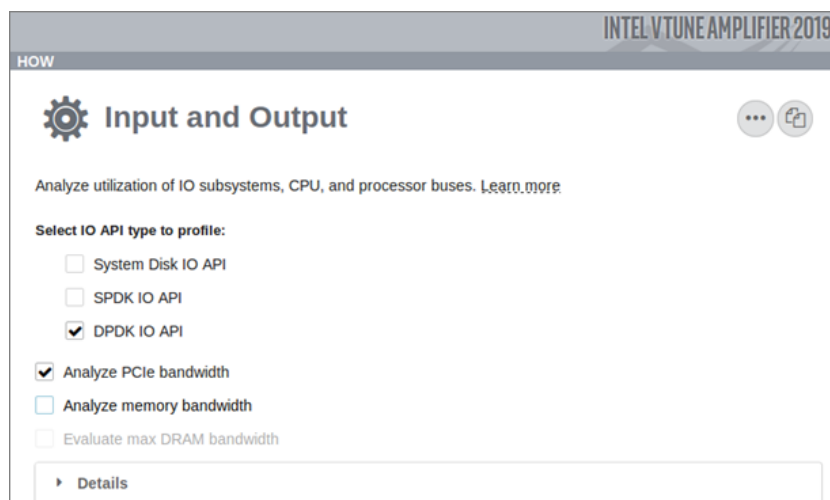 INTEL VTUNE AMPLIFIER 2019
HOW
Input and Output
Analyze utilization of IO subsystems, CPU, and processor buses. Learn more
Select IO API type to profile:
System Disk IO API
SPDK IO API
DPDK IO API
Analyze PCIe bandwidth
Analyze memory bandwidth
Evaluate max DRAM bandwidth
Details